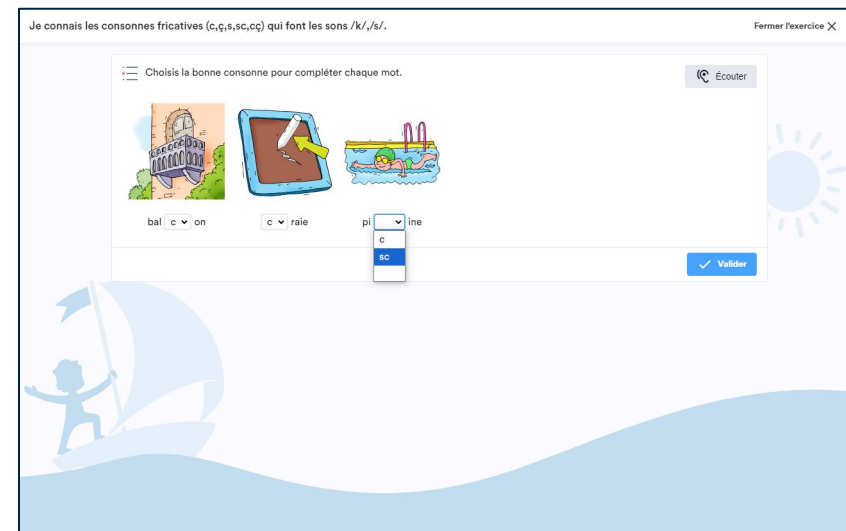 Je connais les consonnes fricatives (c,ç,s,sc,cç) qui font les sons /k/,/s/.
Fermer l'exercice
Choisis la bonne consonne pour compléter chaque mot.
Écouter
bal c on
c raie
pi ine
c
sc
Valider